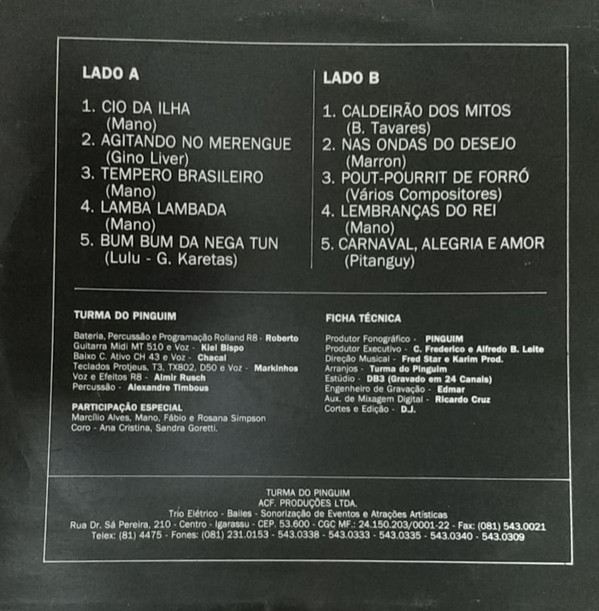 LADO A
1. CIO DA ILHA
(Mano)
2. AGITANDO NO MERENGUE
(Gino Liver)
3. TEMPERO BRASILEIRO
(Mano)
4. LAMBA LAMBADA
(Mano)
5. BUM BUM DA NEGA TUN
(Lulu - G. Karetas)
LADO B
1. CALDEIRÃO DOS MITOS
(B. Tavares)
2. NAS ONDAS DO DESEJO
(Marron)
3. POUT-POURRIT DE FORRÓ
(Vários Compositores)
4. LEMBRANÇAS DO REI
(Mano)
5. CARNAVAL, ALEGRIA E AMOR
(Pitanguy)
TURMA DO PINGUIM
Bateria, Percussão e Programação Rolland R8 - Roberto
Guitarra Midi MT 510 e Voz - Kiel Bispo
Baixo C. Ativo CH 43 e Voz - Chacal
Teclados Protjeus, T3, TX802, D50 e Voz - Markinhos
Voz e Efeitos R8 - Almir Rusch
Percussão - Alexandre Timbous
PARTICIPAÇÃO ESPECIAL
Marcílio Alves, Mano, Fábio e Rosana Simpson
Coro - Ana Cristina, Sandra Goretti.
FICHA TÉCNICA
Produtor Fonográfico - PINGUIM
Produtor Executivo - C. Frederico e Alfredo B. Leite
Direção Musical - Fred Star e Karim Prod.
Arranjos - Turma do Pinguim
Estúdio - DB3 (Gravado em 24 Canais)
Engenheiro de Gravação - Edmar
Aux. de Mixagem Digital - Ricardo Cruz
Cortes e Edição - D.J.
TURMA DO PINGUIM
ACF. PRODUÇÕES LTDA.
Trio Elétrico - Bailes - Sonorização de Eventos e Atrações Artísticas
Rua Dr. Sá Pereira, 210 - Centro - Igarassu - CEP. 53.600 - CGC MF.: 24.150.203/0001-22 - Fax: (081) 543.0021
Telex: (81) 4475 - Fones: (081) 231.0153 - 543.0338 - 543.0333 - 543.0335 - 543.0340 - 543.0309